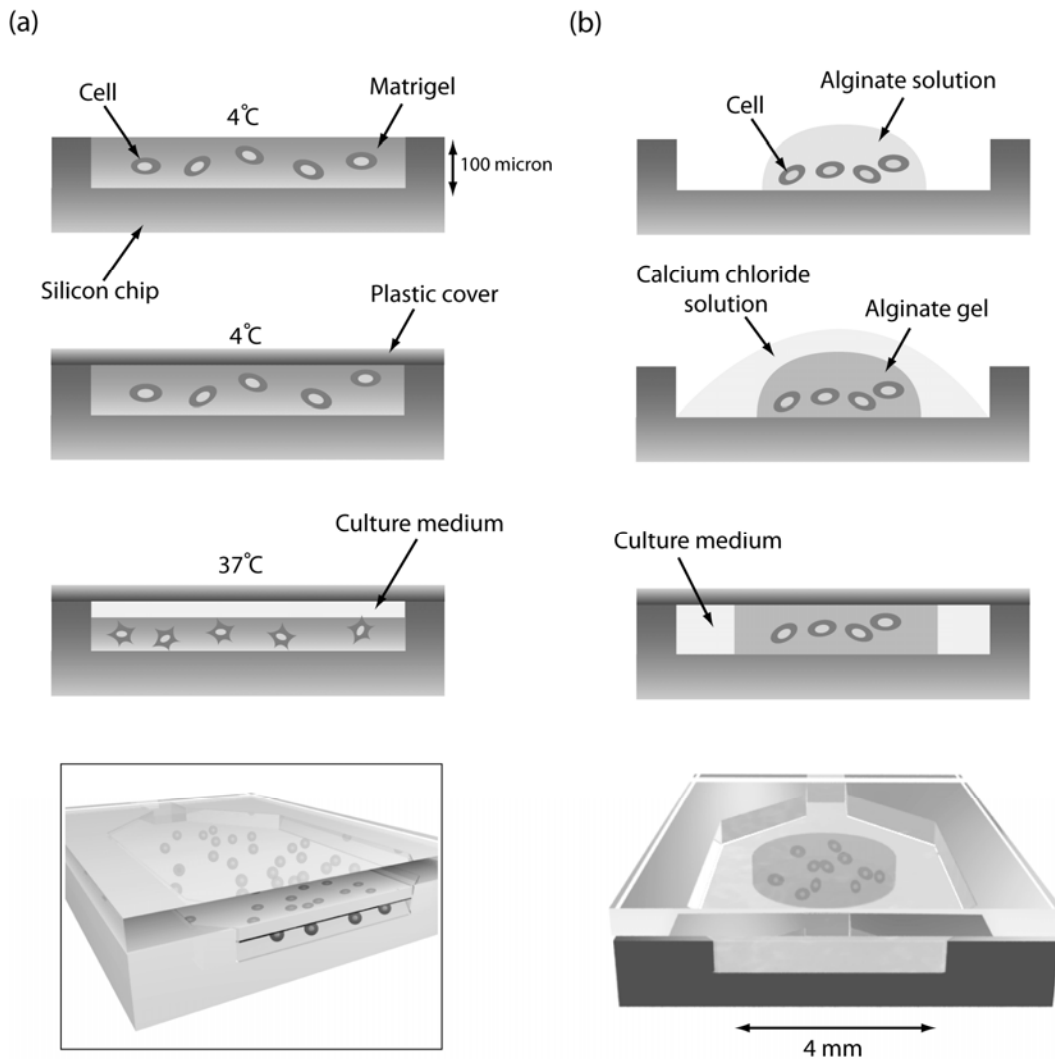 (a)
Cell
4°C
Matrigel
100 micron
Silicon chip
4°C
Plastic cover
37°C
Culture medium
(b)
Alginate solution
Cell
Calcium chloride
solution
Alginate gel
Culture medium
4 mm